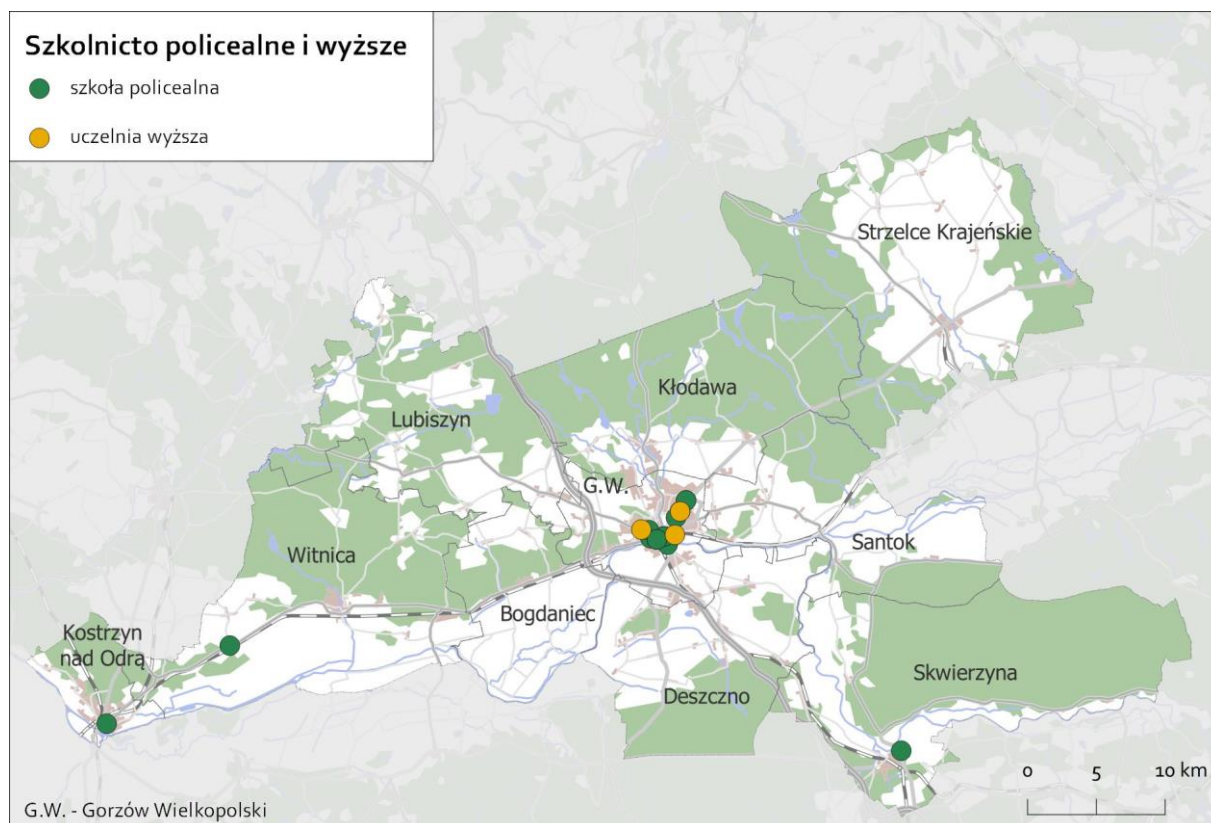 Szkolnicto policealne i wyższe
szkoła policealna
uczelnia wyższa
Strzelce Krajeńskie
Kłodawa
Lubiszyn
G.W.
Witnica
Santok
Bogdaniec
Kostrzyn
nad Odrą
Skwierzyna
Deszczno
0 5 10 km
G.W. - Gorzów Wielkopolski